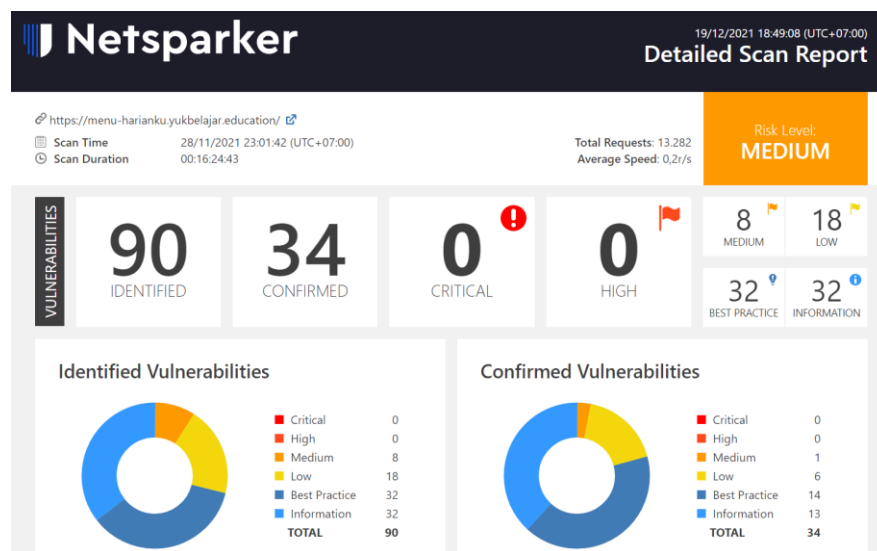 Netsparker
19/12/2021 18:49:08 (UTC+07:00)
Detailed Scan Report
https://menu-harianku.yukbelajar.education/
Scan Time 28/11/2021 23:01:42 (UTC+07:00)
Scan Duration 00:16:24:43
Total Requests: 13.282
Average Speed: 0,2r/s
Risk Level:
MEDIUM
VULNERABILITIES
90
IDENTIFIED
34
CONFIRMED
0
CRITICAL
0
HIGH
8
MEDIUM
18
LOW
32
BEST PRACTICE
32
INFORMATION
Identified Vulnerabilities
Critical 0
High 0
Medium 8
Low 18
Best Practice 32
Information 32
TOTAL 90
Confirmed Vulnerabilities
Critical 0
High 0
Medium 1
Low 6
Best Practice 14
Information 13
TOTAL 34